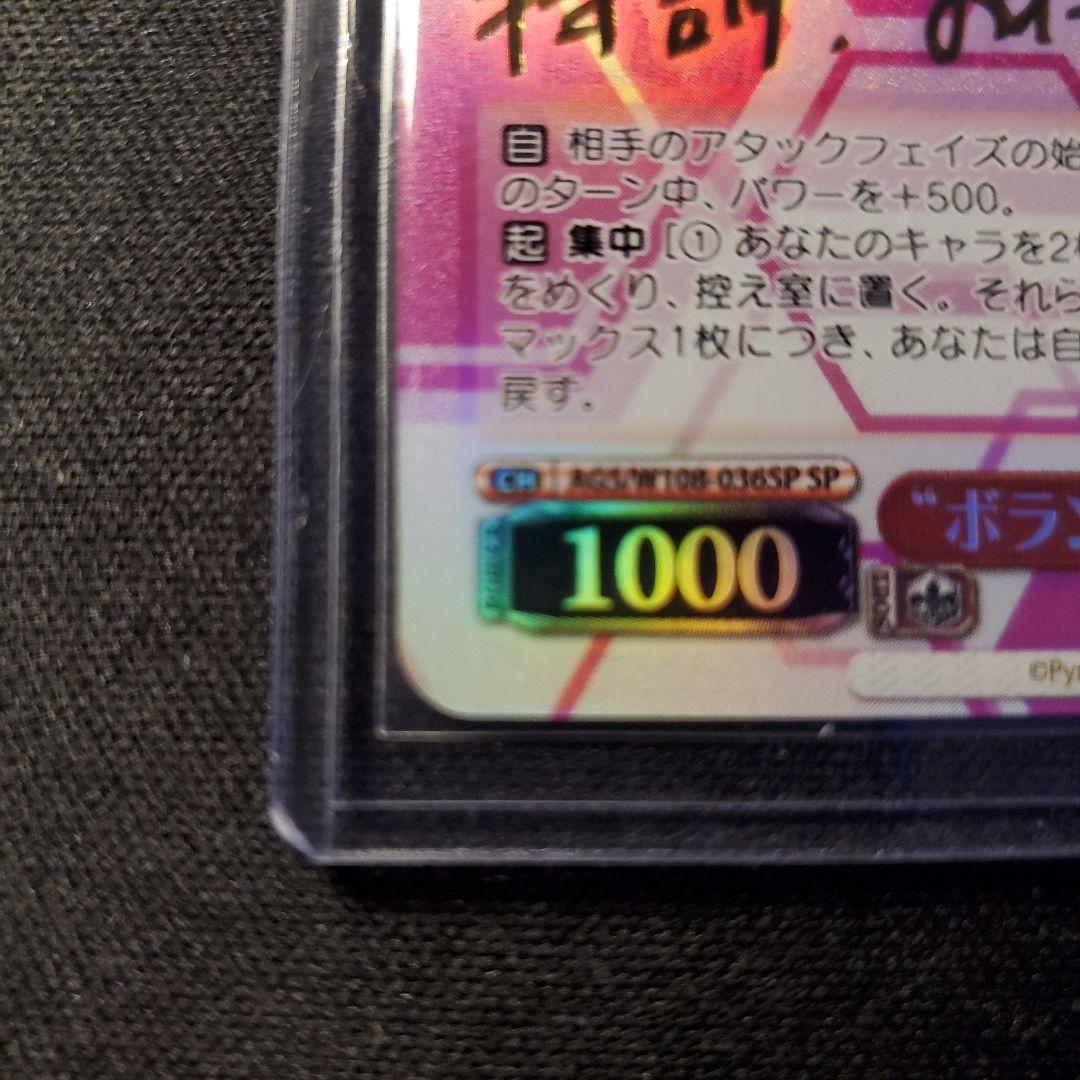 自 相手のアタックフェイズの始
のターン中、パワーを+500。
起 集中 [① あなたのキャラを2枚
をめくり、控え室に置く。それら
マックス1枚につき、あなたは自
戻す。
CH AGS/W108-036SP SP
1000
“ボラン
©Pyr